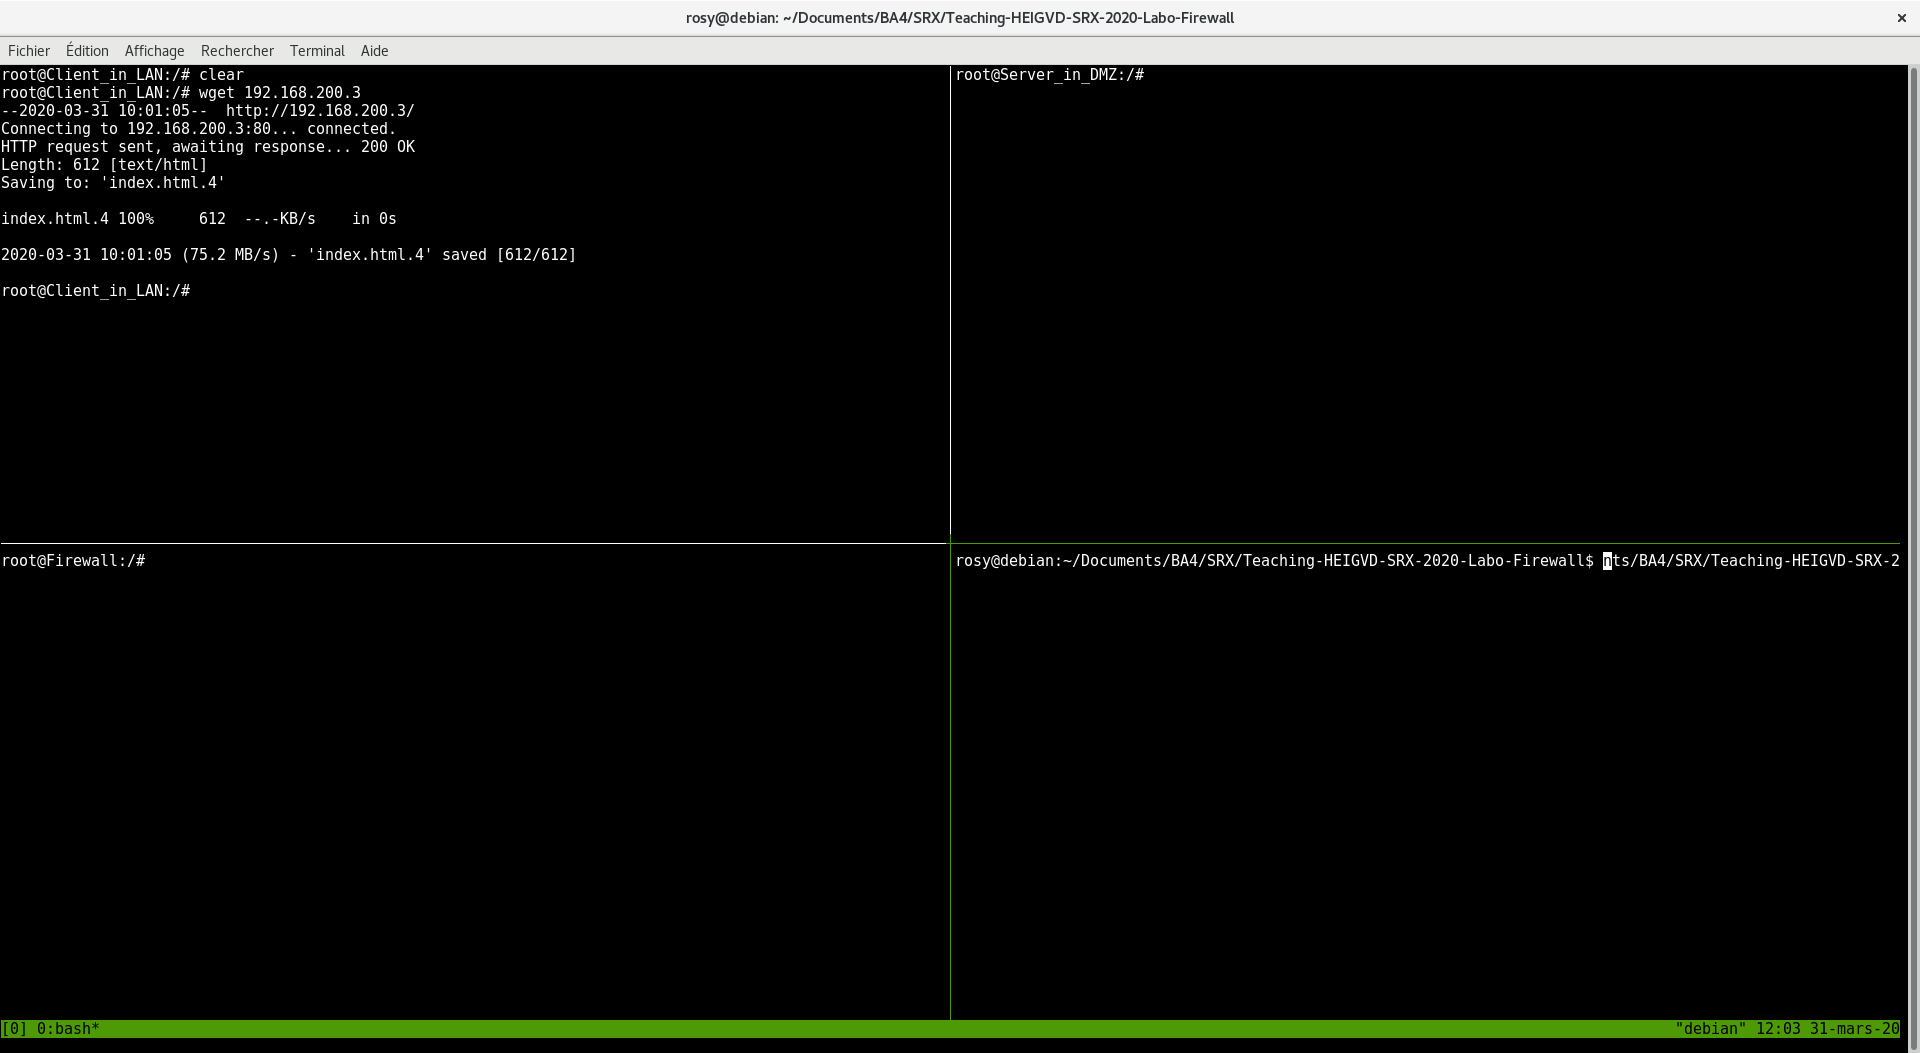 rosy@debian: ~/Documents/BA4/SRX/Teaching-HEIGVD-SRX-2020-Labo-Firewall
Fichier Édition Affichage Rechercher Terminal Aide
root@Client_in_LAN:/# clear
root@Client_in_LAN:/# wget 192.168.200.3
--2020-03-31 10:01:05--  http://192.168.200.3/
Connecting to 192.168.200.3:80... connected.
HTTP request sent, awaiting response... 200 OK
Length: 612 [text/html]
Saving to: 'index.html.4'
index.html.4 100%     612  --.-KB/s    in 0s
2020-03-31 10:01:05 (75.2 MB/s) - 'index.html.4' saved [612/612]
root@Client_in_LAN:/#
root@Server_in_DMZ:/#
root@Firewall:/#
rosy@debian:~/Documents/BA4/SRX/Teaching-HEIGVD-SRX-2020-Labo-Firewall$ nts/BA4/SRX/Teaching-HEIGVD-SRX-2
[0] 0:bash*
"debian" 12:03 31-mars-20